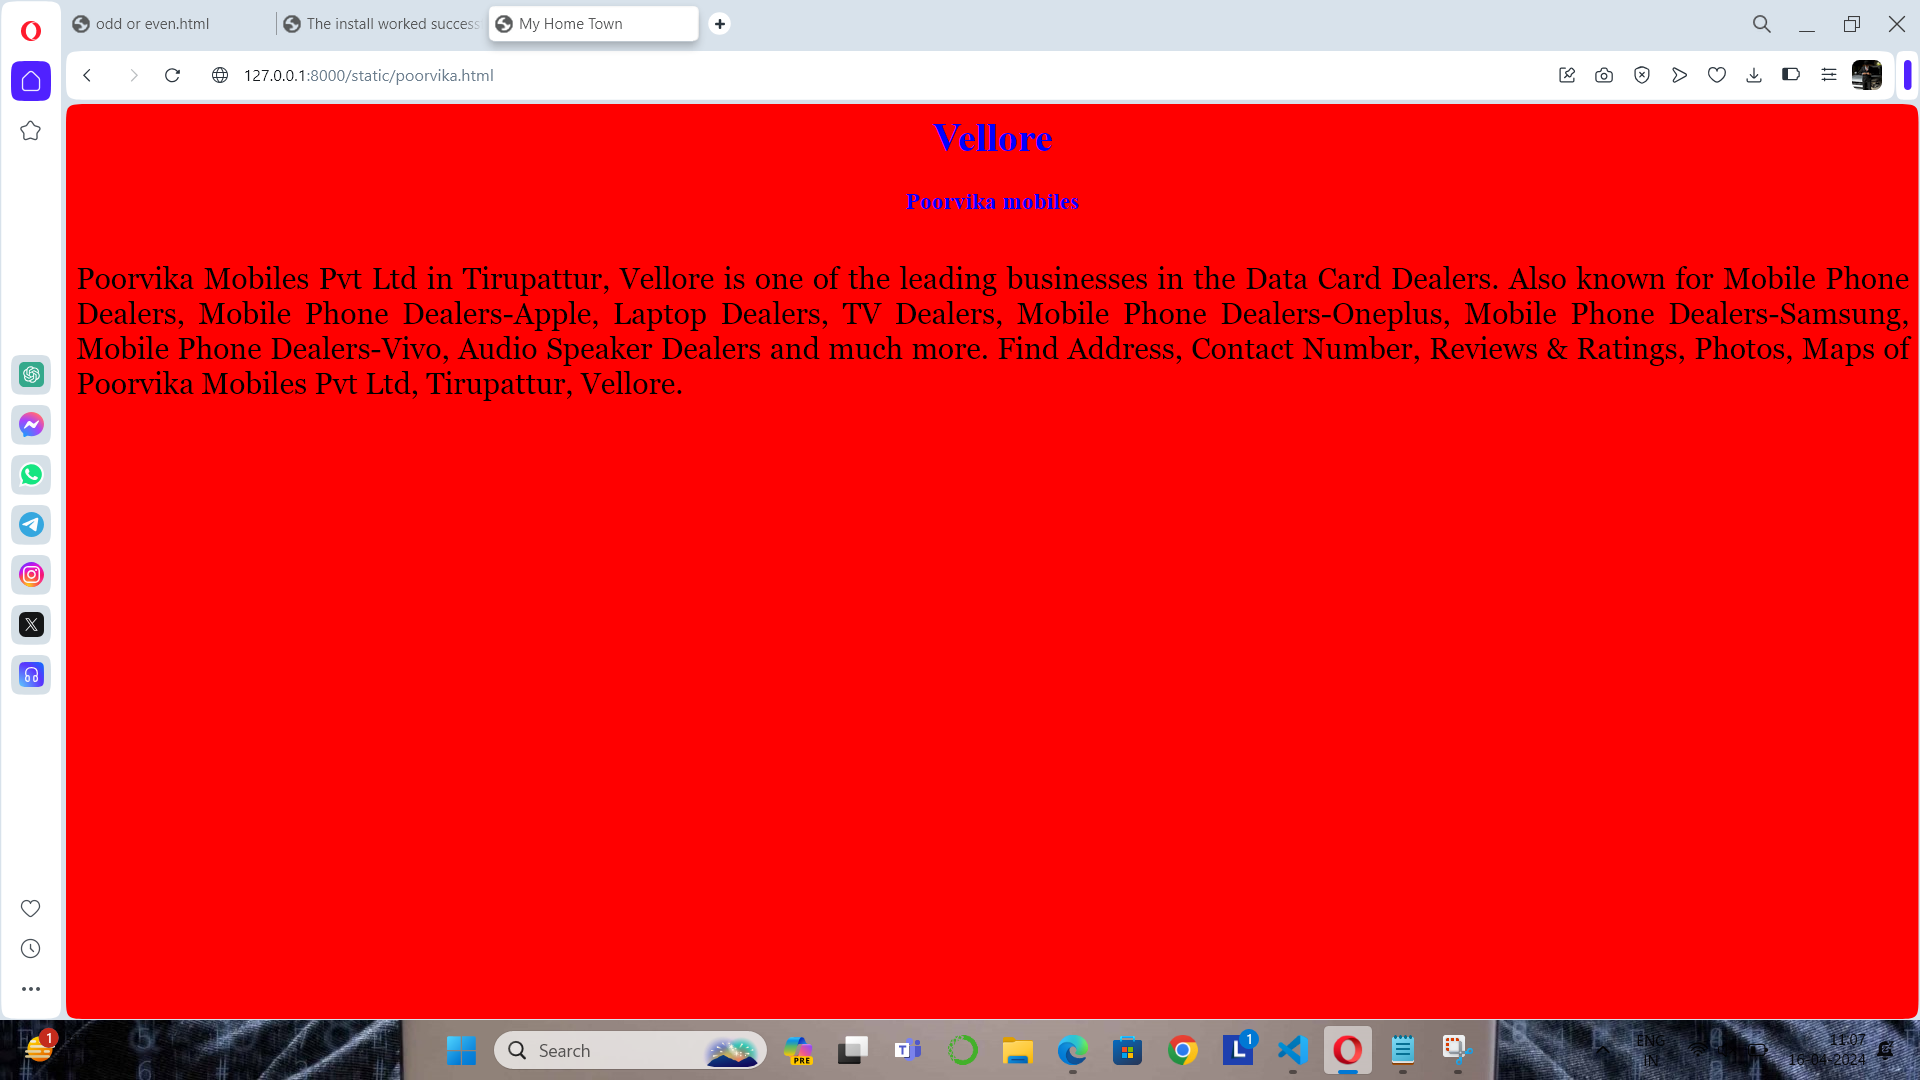 odd or even.html
The install worked success
My Home Town
127.0.0.1:8000/static/poorvika.html
Vellore
Poorvika mobiles
Poorvika Mobiles Pvt Ltd in Tirupattur, Vellore is one of the leading businesses in the Data Card Dealers. Also known for Mobile Phone
Dealers, Mobile Phone Dealers-Apple, Laptop Dealers, TV Dealers, Mobile Phone Dealers-Oneplus, Mobile Phone Dealers-Samsung,
Mobile Phone Dealers-Vivo, Audio Speaker Dealers and much more. Find Address, Contact Number, Reviews & Ratings, Photos, Maps of
Poorvika Mobiles Pvt Ltd, Tirupattur, Vellore.
1
Search
PRE
T
L
1
ENG
IN
11:07
16-04-2024